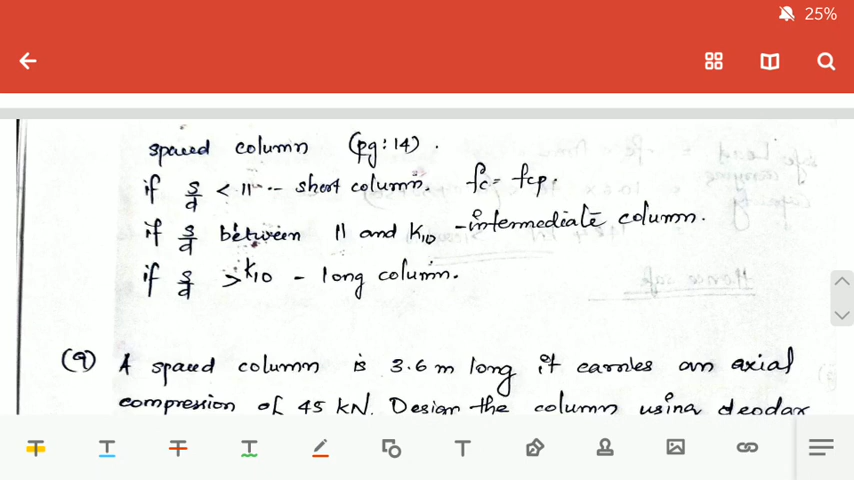 25%
spaced column (pg:14).
if s/d < 11 -- short column. fc = fcp.
if s/d between 11 and K10 - intermediate column.
if s/d > K10 - long column.
(9) A spaced column is 3.6 m long it carries an axial
compression of 45 kN. Design the column using deodar
T T T T T